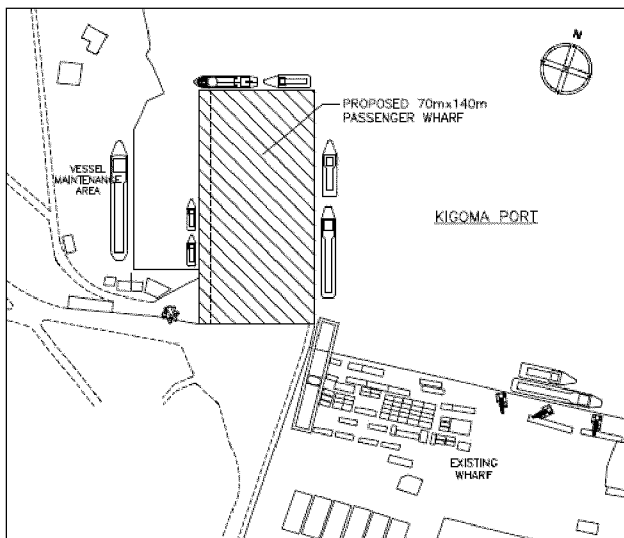 N
PROPOSED 70mx140m
PASSENGER WHARF
VESSEL
MAINTENANCE
AREA
KIGOMA PORT
EXISTING
WHARF